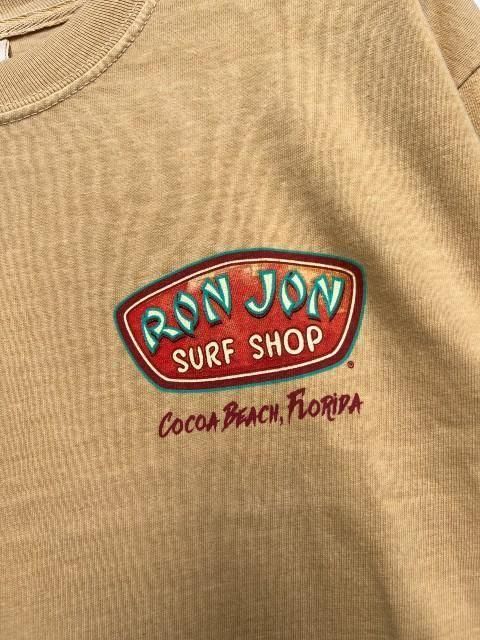 RON JON
SURF SHOP
®
COCOA BEACH, FLORIDA